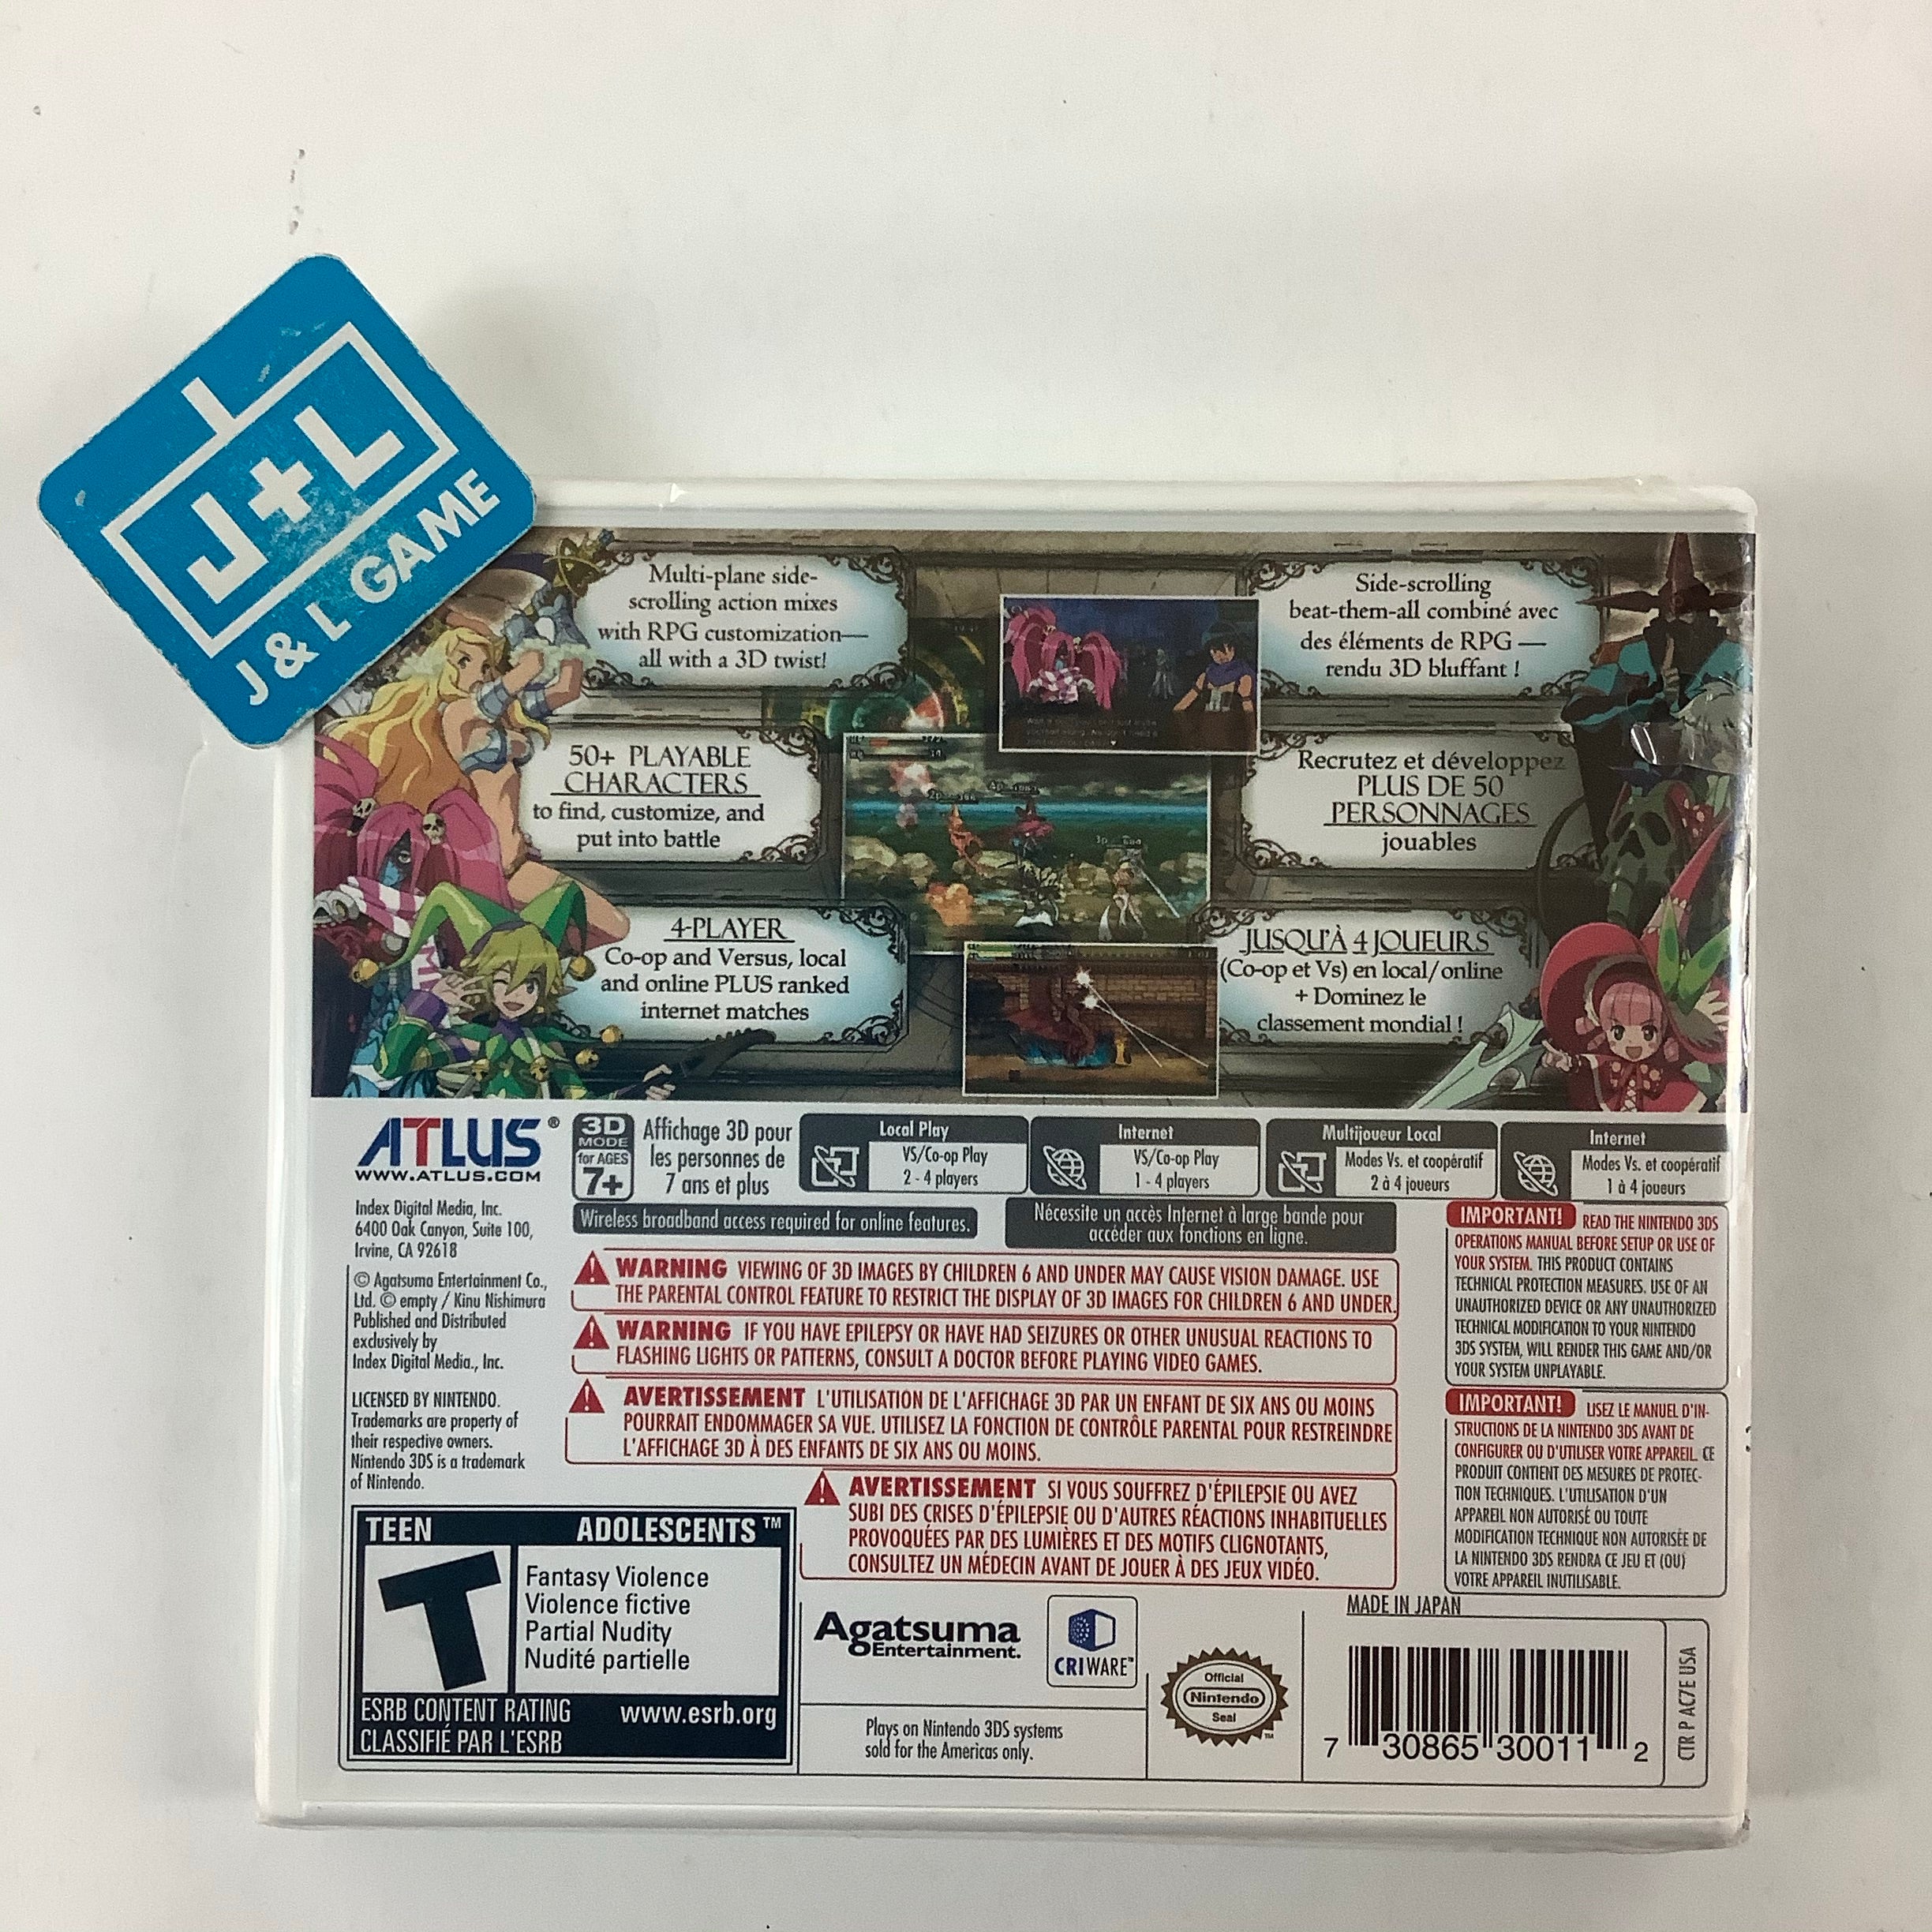 J+L
J & L GAME
Multi-plane side-
scrolling action mixes
with RPG customization—
all with a 3D twist!
50+ PLAYABLE
CHARACTERS
to find, customize, and
put into battle
4-PLAYER
Co-op and Versus, local
and online PLUS ranked
internet matches
Side-scrolling
beat-them-all combiné avec
des éléments de RPG —
rendu 3D bluffant !
Recrutez et développez
PLUS DE 50
PERSONNAGES
jouables
JUSQU'À 4 JOUEURS
(Co-op et Vs) en local/online
+ Dominez le
classement mondial !
ATLUS®
WWW.ATLUS.COM
3D
MODE
for AGES
7+
Affichage 3D pour
les personnes de
7 ans et plus
Local Play
VS/Co-op Play
2 - 4 players
Internet
VS/Co-op Play
1 - 4 players
Multijoueur Local
Modes Vs. et coopératif
2 à 4 joueurs
Internet
Modes Vs. et coopératif
1 à 4 joueurs
Wireless broadband access required for online features.
Nécessite un accès Internet à large bande pour
accéder aux fonctions en ligne.
Index Digital Media, Inc.
6400 Oak Canyon, Suite 100,
Irvine, CA 92618
© Agatsuma Entertainment Co.,
Ltd. © empty / Kinu Nishimura
Published and Distributed
exclusively by
Index Digital Media., Inc.
LICENSED BY NINTENDO.
Trademarks are property of
their respective owners.
Nintendo 3DS is a trademark
of Nintendo.
WARNING VIEWING OF 3D IMAGES BY CHILDREN 6 AND UNDER MAY CAUSE VISION DAMAGE. USE
THE PARENTAL CONTROL FEATURE TO RESTRICT THE DISPLAY OF 3D IMAGES FOR CHILDREN 6 AND UNDER.
WARNING IF YOU HAVE EPILEPSY OR HAVE HAD SEIZURES OR OTHER UNUSUAL REACTIONS TO
FLASHING LIGHTS OR PATTERNS, CONSULT A DOCTOR BEFORE PLAYING VIDEO GAMES.
AVERTISSEMENT L'UTILISATION DE L'AFFICHAGE 3D PAR UN ENFANT DE SIX ANS OU MOINS
POURRAIT ENDOMMAGER SA VUE. UTILISEZ LA FONCTION DE CONTRÔLE PARENTAL POUR RESTREINDRE
L'AFFICHAGE 3D À DES ENFANTS DE SIX ANS OU MOINS.
AVERTISSEMENT SI VOUS SOUFFREZ D'ÉPILEPSIE OU AVEZ
SUBI DES CRISES D'ÉPILEPSIE OU D'AUTRES RÉACTIONS INHABITUELLES
PROVOQUÉES PAR DES LUMIÈRES ET DES MOTIFS CLIGNOTANTS,
CONSULTEZ UN MÉDECIN AVANT DE JOUER À DES JEUX VIDÉO.
IMPORTANT! READ THE NINTENDO 3DS
OPERATIONS MANUAL BEFORE SETUP OR USE OF
YOUR SYSTEM. THIS PRODUCT CONTAINS
TECHNICAL PROTECTION MEASURES. USE OF AN
UNAUTHORIZED DEVICE OR ANY UNAUTHORIZED
TECHNICAL MODIFICATION TO YOUR NINTENDO
3DS SYSTEM, WILL RENDER THIS GAME AND/OR
YOUR SYSTEM UNPLAYABLE.
IMPORTANT! LISEZ LE MANUEL D'IN-
STRUCTIONS DE LA NINTENDO 3DS AVANT DE
CONFIGURER OU D'UTILISER VOTRE APPAREIL. CE
PRODUIT CONTIENT DES MESURES DE PROTEC-
TION TECHNIQUES. L'UTILISATION D'UN
APPAREIL NON AUTORISÉ OU TOUTE
MODIFICATION TECHNIQUE NON AUTORISÉE DE
LA NINTENDO 3DS RENDRA CE JEU ET (OU)
VOTRE APPAREIL INUTILISABLE.
TEEN ADOLESCENTS™
T
Fantasy Violence
Violence fictive
Partial Nudity
Nudité partielle
ESRB CONTENT RATING www.esrb.org
CLASSIFIÉ PAR L'ESRB
Agatsuma
Entertainment.
CRIWARE™
Plays on Nintendo 3DS systems
sold for the Americas only.
Official
Nintendo
Seal
MADE IN JAPAN
7 30865 30011 2
CTR P AC7E USA